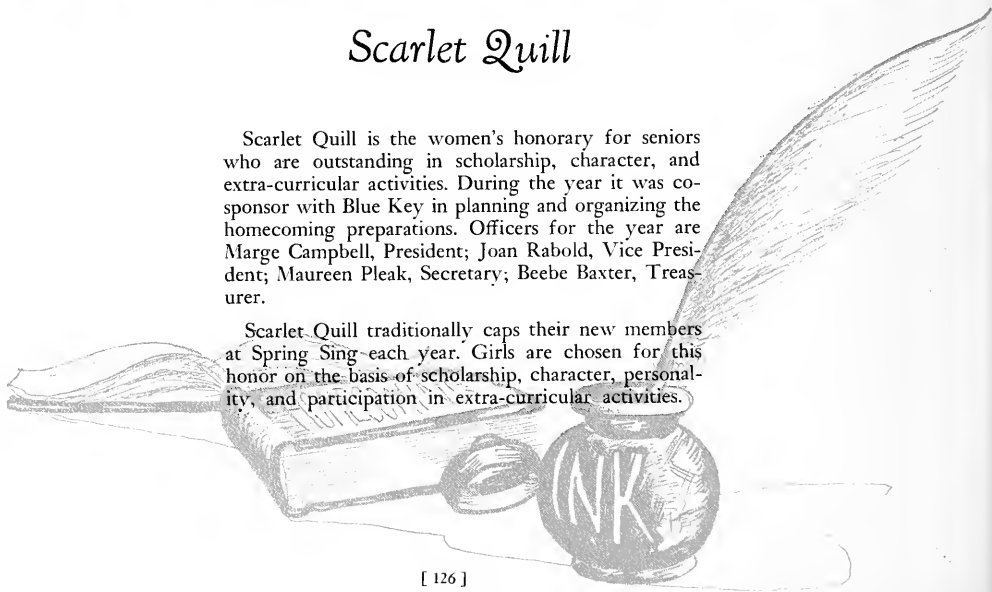 Scarlet Quill
Scarlet Quill is the women's honorary for seniors
who are outstanding in scholarship, character, and
extra-curricular activities. During the year it was co-
sponsor with Blue Key in planning and organizing the
homecoming preparations. Officers for the year are
Marge Campbell, President; Joan Rabold, Vice Presi-
dent; Maureen Pleak, Secretary; Beebe Baxter, Treas-
urer.
Scarlet Quill traditionally caps their new members
at Spring Sing each year. Girls are chosen for this
honor on the basis of scholarship, character, personal-
ity, and participation in extra-curricular activities.
INK
[ 126 ]